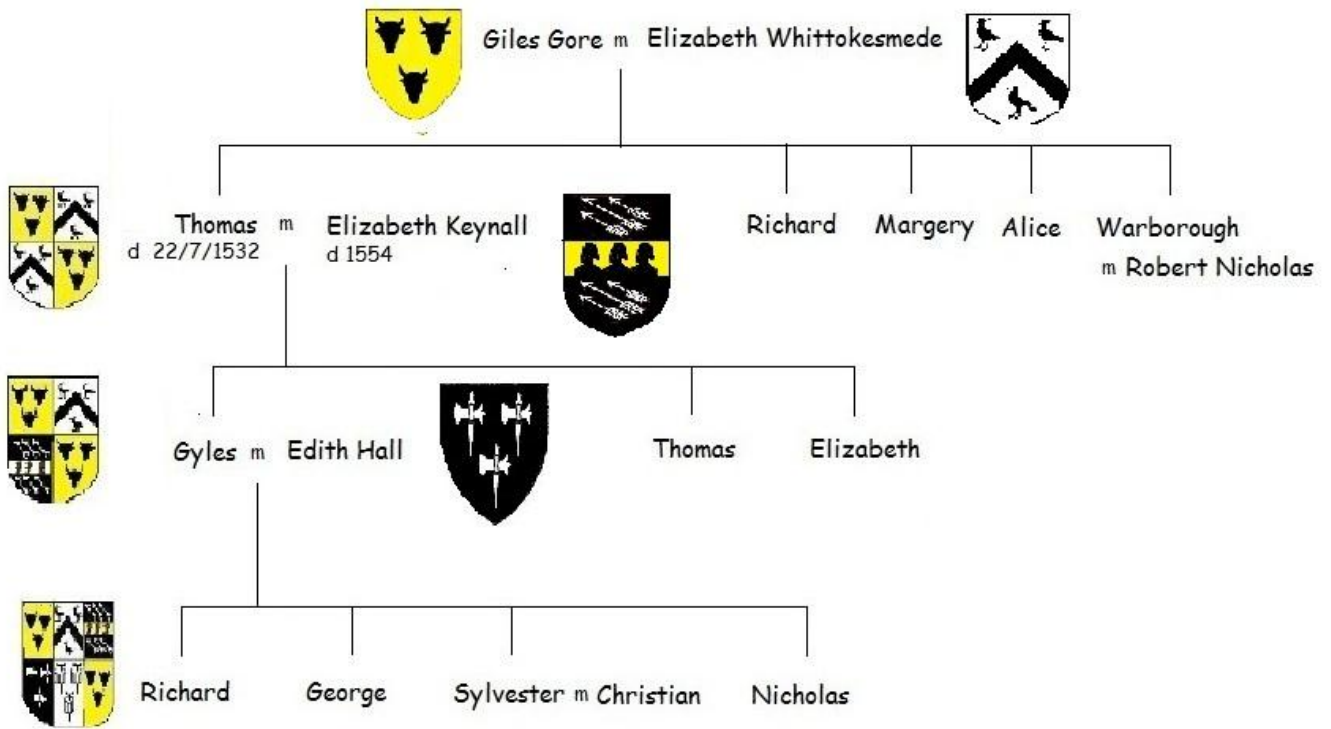 Giles Gore m Elizabeth Whittokesmede
Thomas m Elizabeth Keynall Richard Margery Alice Warborough
d 22/7/1532 d 1554 m Robert Nicholas
Gyles m Edith Hall Thomas Elizabeth
Richard George Sylvester m Christian Nicholas